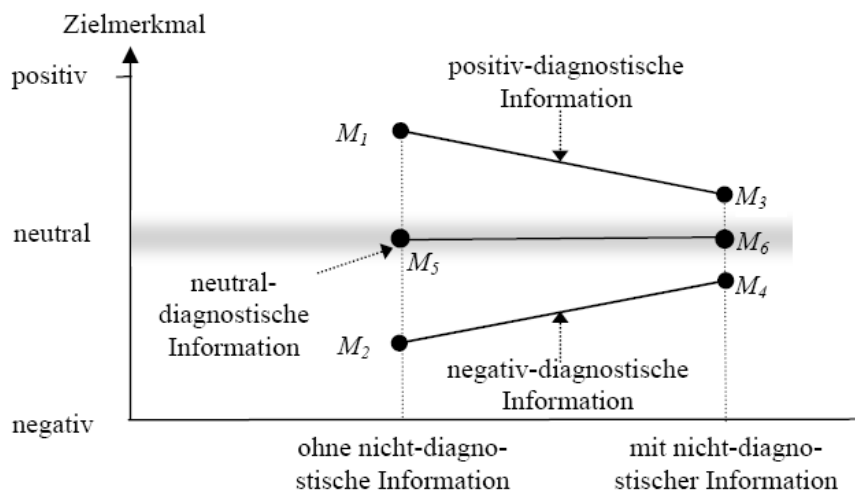 Zielmerkmal
positiv
positiv-diagnostische
Information
M1
M3
neutral
M5
M6
neutral-
diagnostische
Information
M4
M2
negativ-diagnostische
Information
negativ
ohne nicht-diagno-
stische Information
mit nicht-diagno-
stischer Information